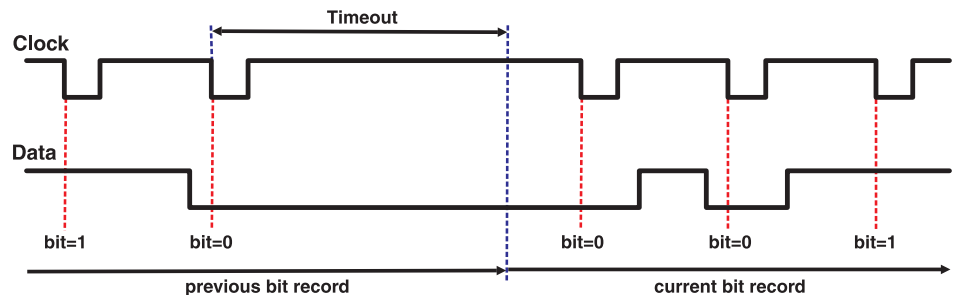 Timeout
Clock
Data
bit=1 bit=0 bit=0 bit=0 bit=1
previous bit record current bit record